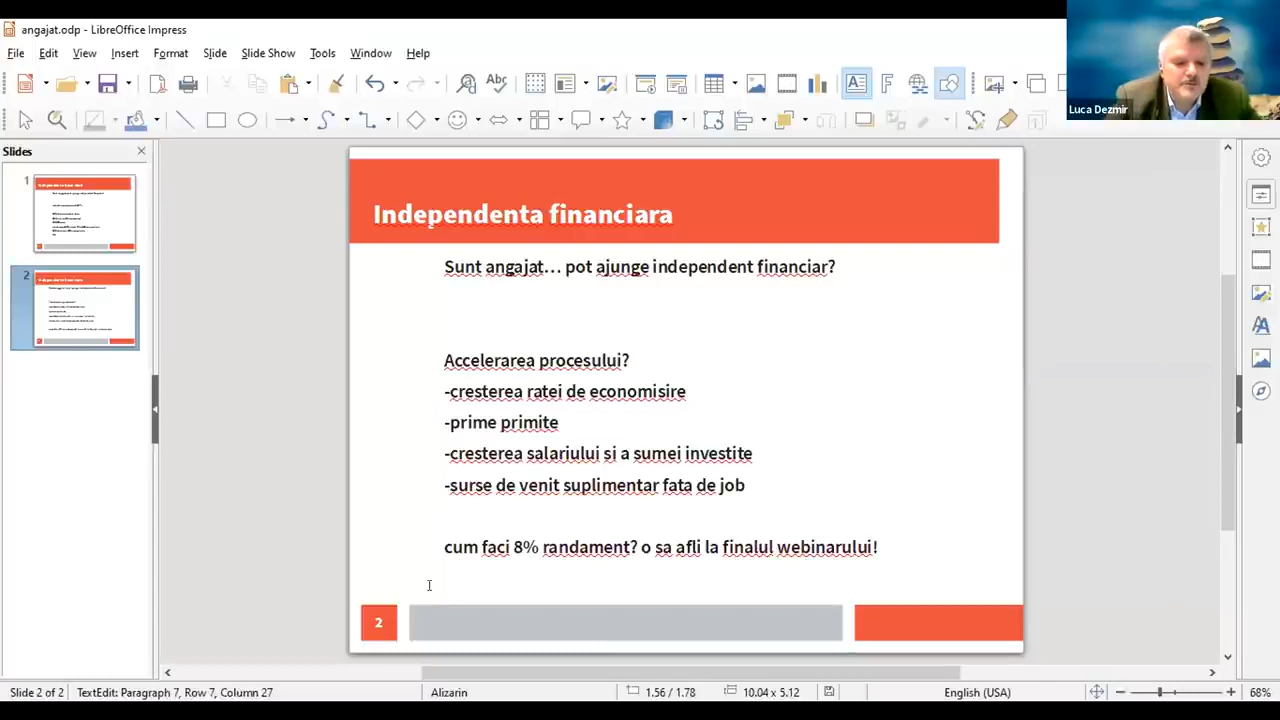 angajat.odp - LibreOffice Impress
File Edit View Insert Format Slide Slide Show Tools Window Help
Luca Dezmir
Slides
1
2
Independenta financiara
Sunt angajat... pot ajunge independent financiar?
Accelerarea procesului?
-cresterea ratei de economisire
-prime primite
-cresterea salariului si a sumei investite
-surse de venit suplimentar fata de job
cum faci 8% randament? o sa afli la finalul webinarului!
2
Slide 2 of 2 TextEdit: Paragraph 7, Row 7, Column 27 Alizarin 1.56 / 1.78 10.04 x 5.12 English (USA) 68%